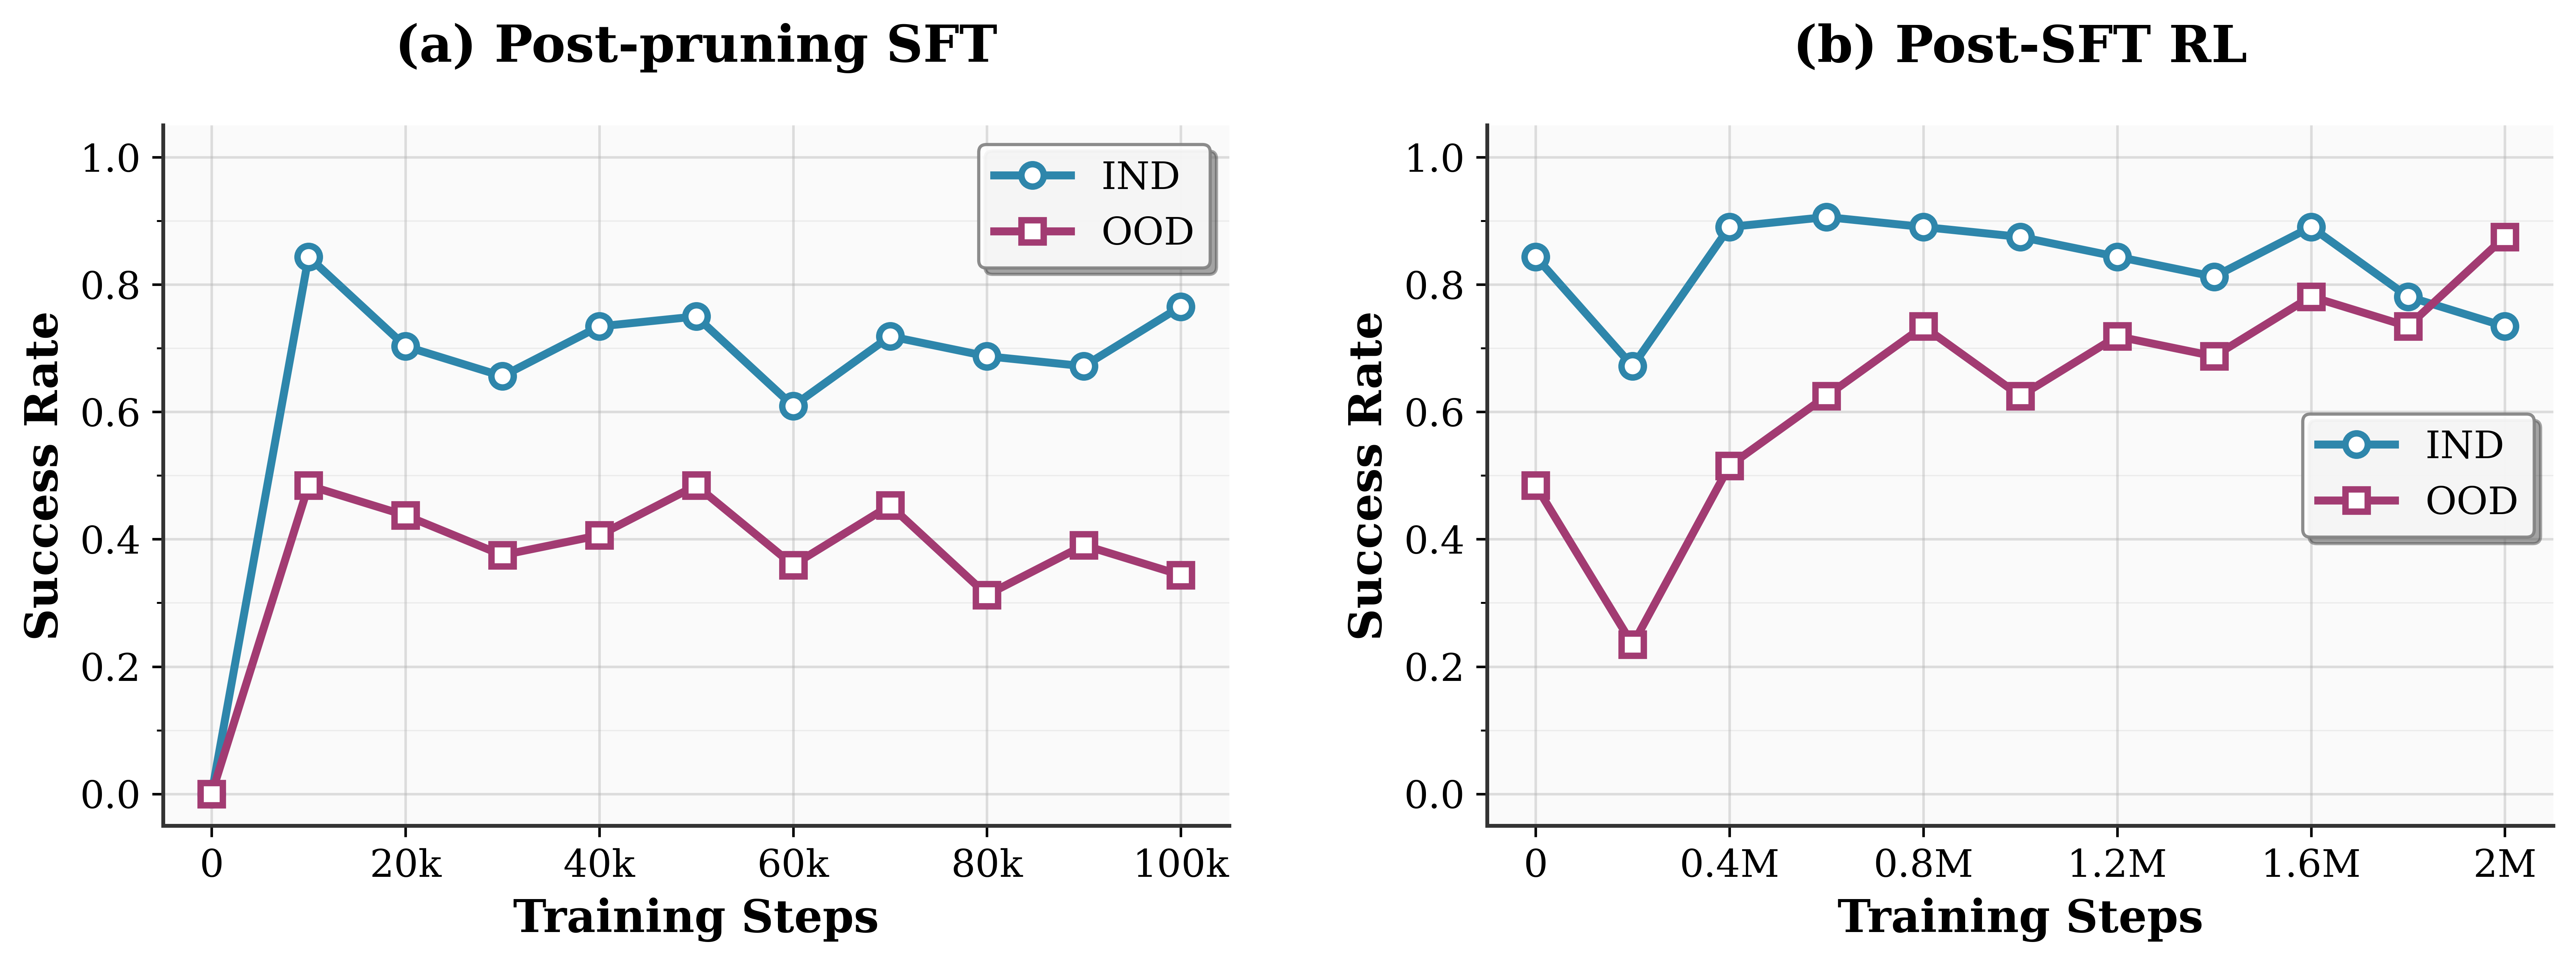 (a) Post-pruning SFT
Success Rate
1.0
0.8
0.6
0.4
0.2
0.0
IND
OOD
0 20k 40k 60k 80k 100k
Training Steps
(b) Post-SFT RL
Success Rate
1.0
0.8
0.6
0.4
0.2
0.0
IND
OOD
0 0.4M 0.8M 1.2M 1.6M 2M
Training Steps